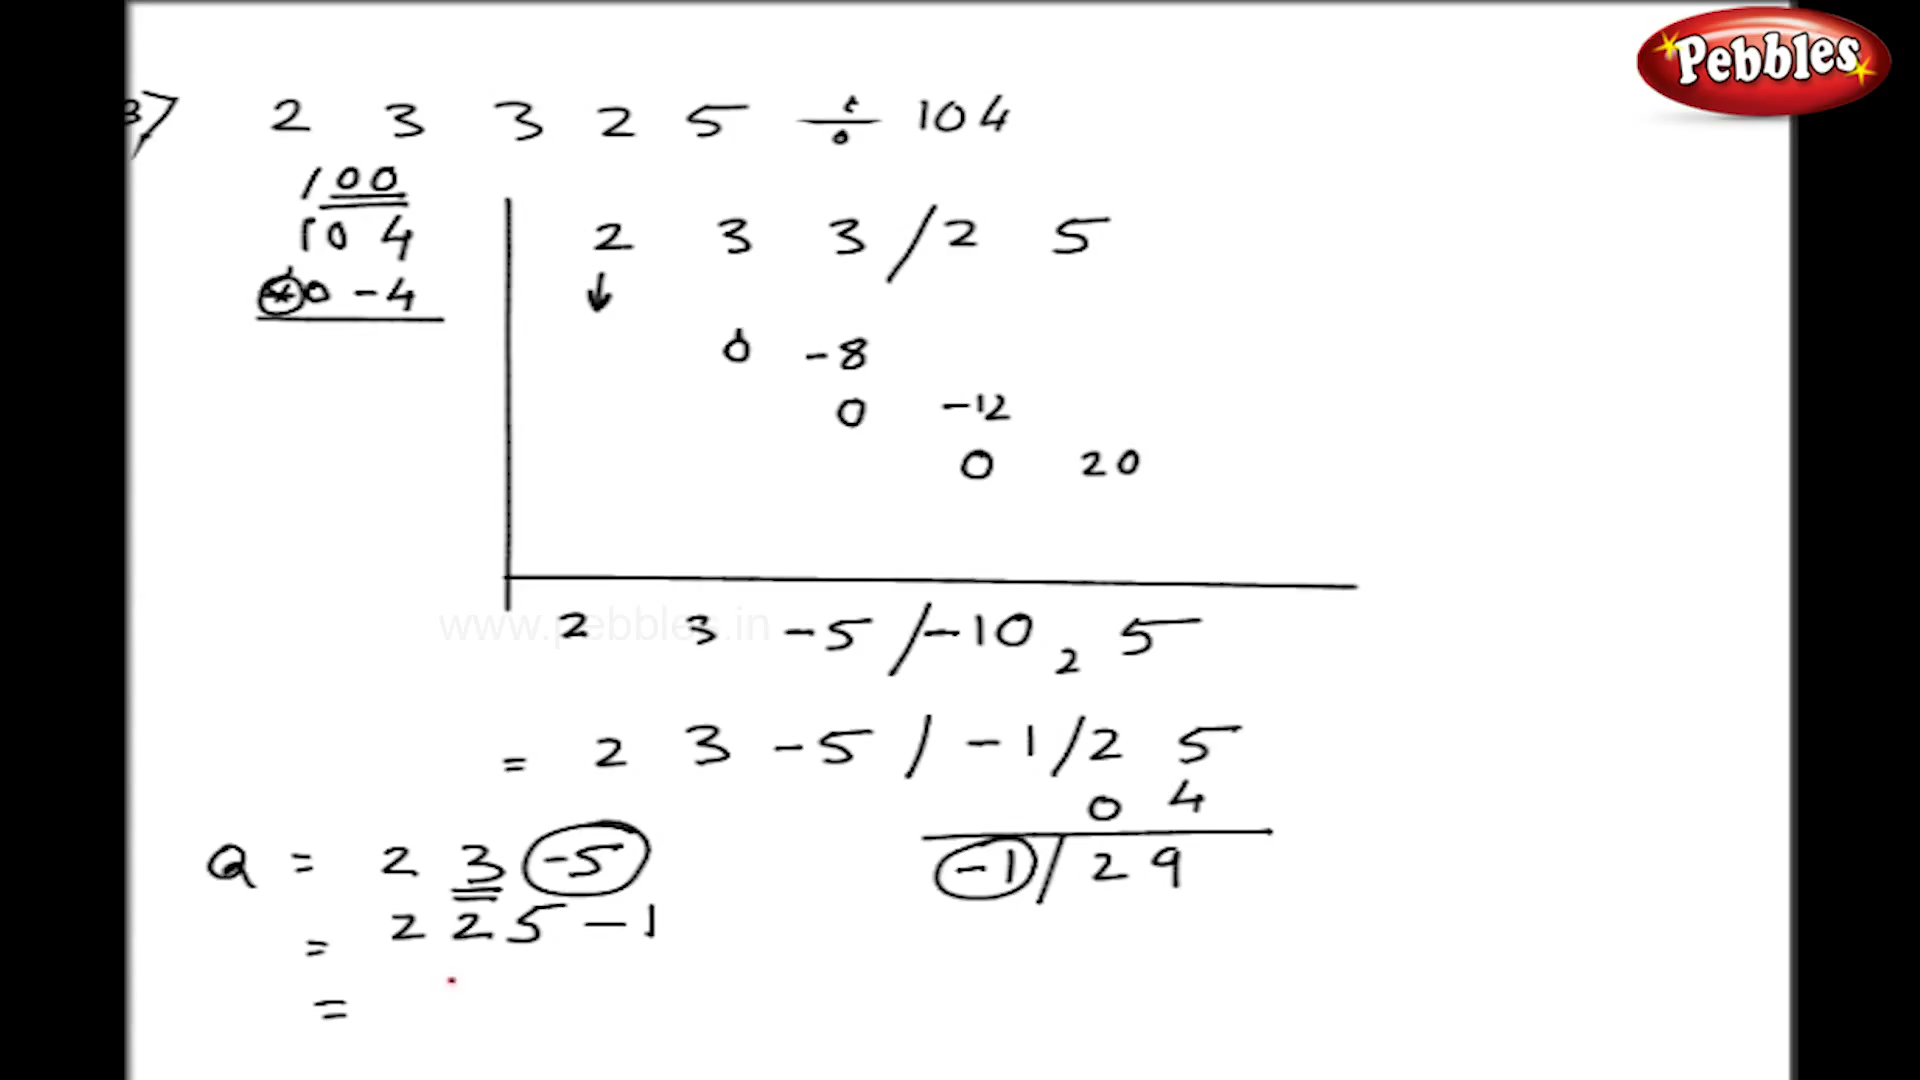 Pebbles
3) 2 3 3 2 5 ÷ 104
100
104 2 3 3 / 2 5
0 -4
0 -8
0 -12
0 20
www.pebbles.in
2 3 -5 / -10 2 5
= 2 3 -5 / -1 / 2 5
0 4
Q = 2 3 -5 -1 / 2 9
= 2 2 5 - 1
=